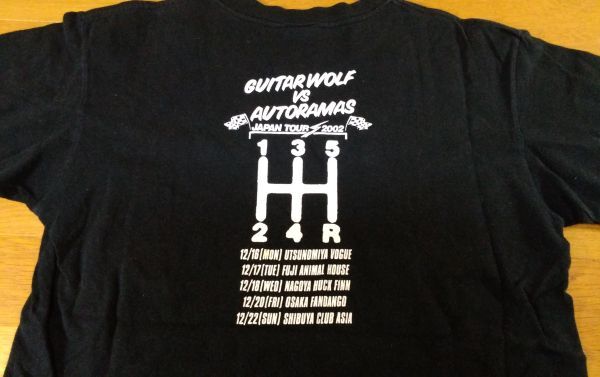 GUITAR WOLF
VS
AUTORAMAS
JAPAN TOUR 2002
1 3 5
2 4 R
12/16[MON] UTSUNOMIYA VOGUE
12/17[TUE] FUJI ANIMAL HOUSE
12/18[WED] NAGOYA HUCK FINN
12/20[FRI] OSAKA FANDANGO
12/22[SUN] SHIBUYA CLUB ASIA